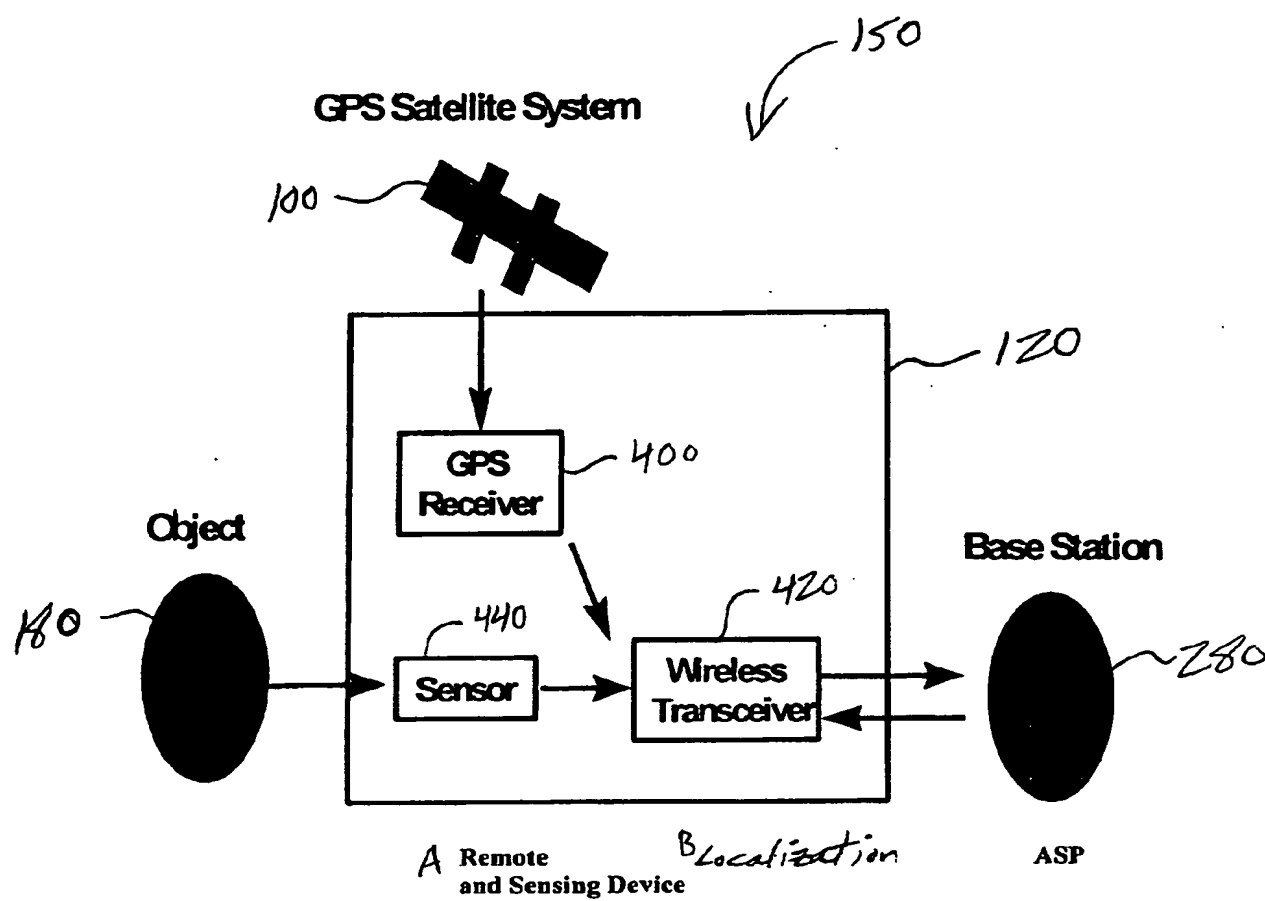 150
GPS Satellite System
100
120
GPS
Receiver
400
Object
Base Station
180
440
420
Sensor
Wireless
Transceiver
280
A Remote B Localization
and Sensing Device
ASP